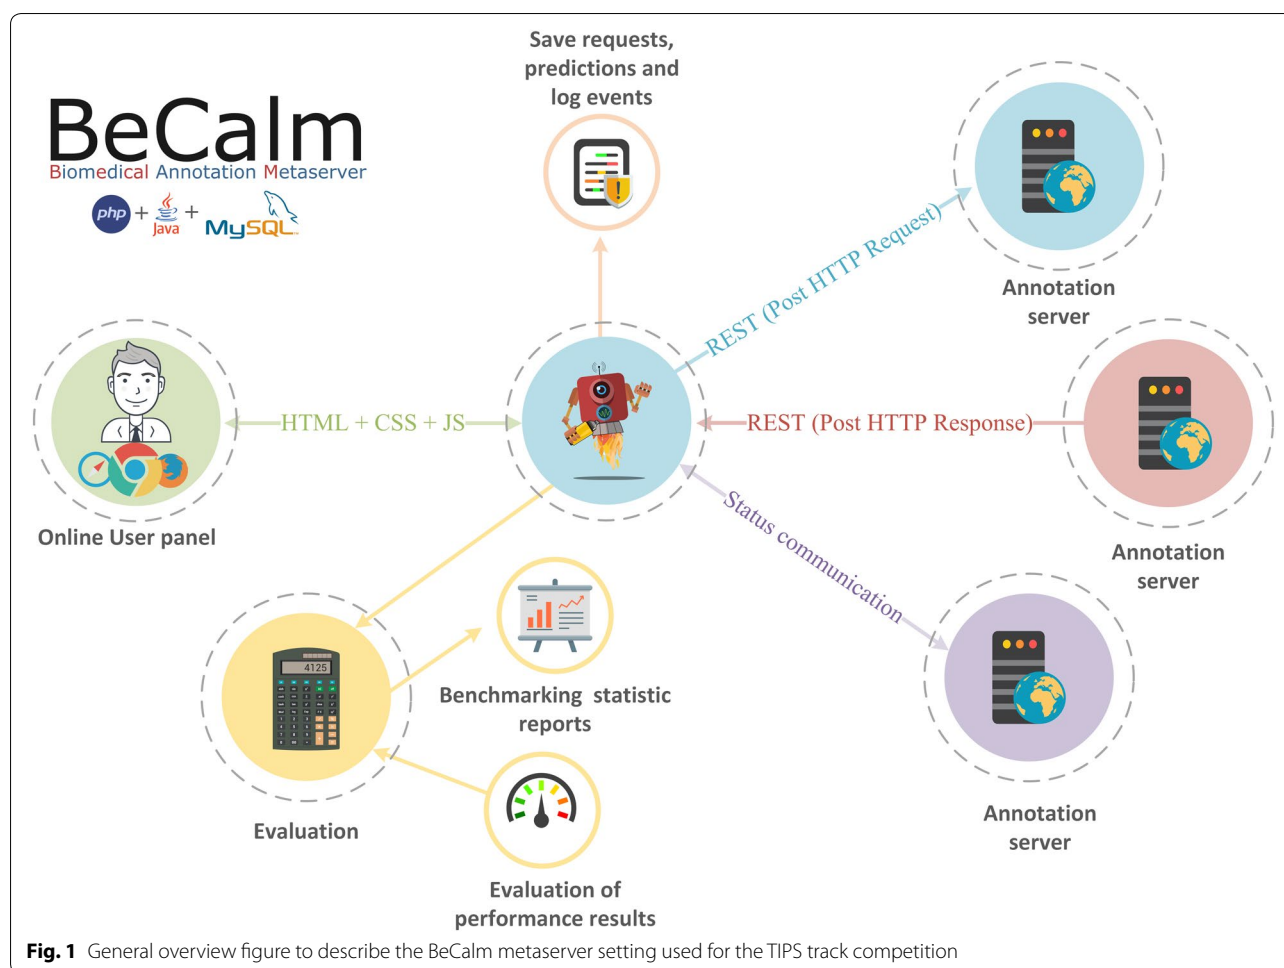 Save requests,
predictions and
log events
BeCalm
Biomedical Annotation Metaserver
php + Java + MySQL
REST (Post HTTP Request)
Annotation
server
HTML + CSS + JS
REST (Post HTTP Response)
Online User panel
Status communication
Annotation
server
4125
Benchmarking statistic
reports
Evaluation
Annotation
server
Evaluation of
performance results
Fig. 1 General overview figure to describe the BeCalm metaserver setting used for the TIPS track competition